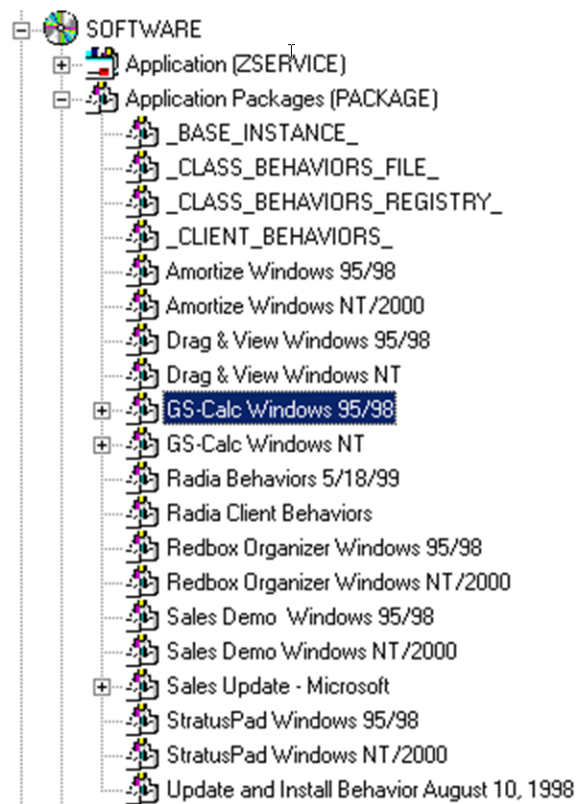 SOFTWARE
Application (ZSERVICE)
Application Packages (PACKAGE)
_BASE_INSTANCE_
_CLASS_BEHAVIORS_FILE_
_CLASS_BEHAVIORS_REGISTRY_
_CLIENT_BEHAVIORS_
Amortize Windows 95/98
Amortize Windows NT/2000
Drag & View Windows 95/98
Drag & View Windows NT
GS-Calc Windows 95/98
GS-Calc Windows NT
Radia Behaviors 5/18/99
Radia Client Behaviors
Redbox Organizer Windows 95/98
Redbox Organizer Windows NT/2000
Sales Demo  Windows 95/98
Sales Demo Windows NT/2000
Sales Update - Microsoft
StratusPad Windows 95/98
StratusPad Windows NT/2000
Update and Install Behavior August 10, 1998